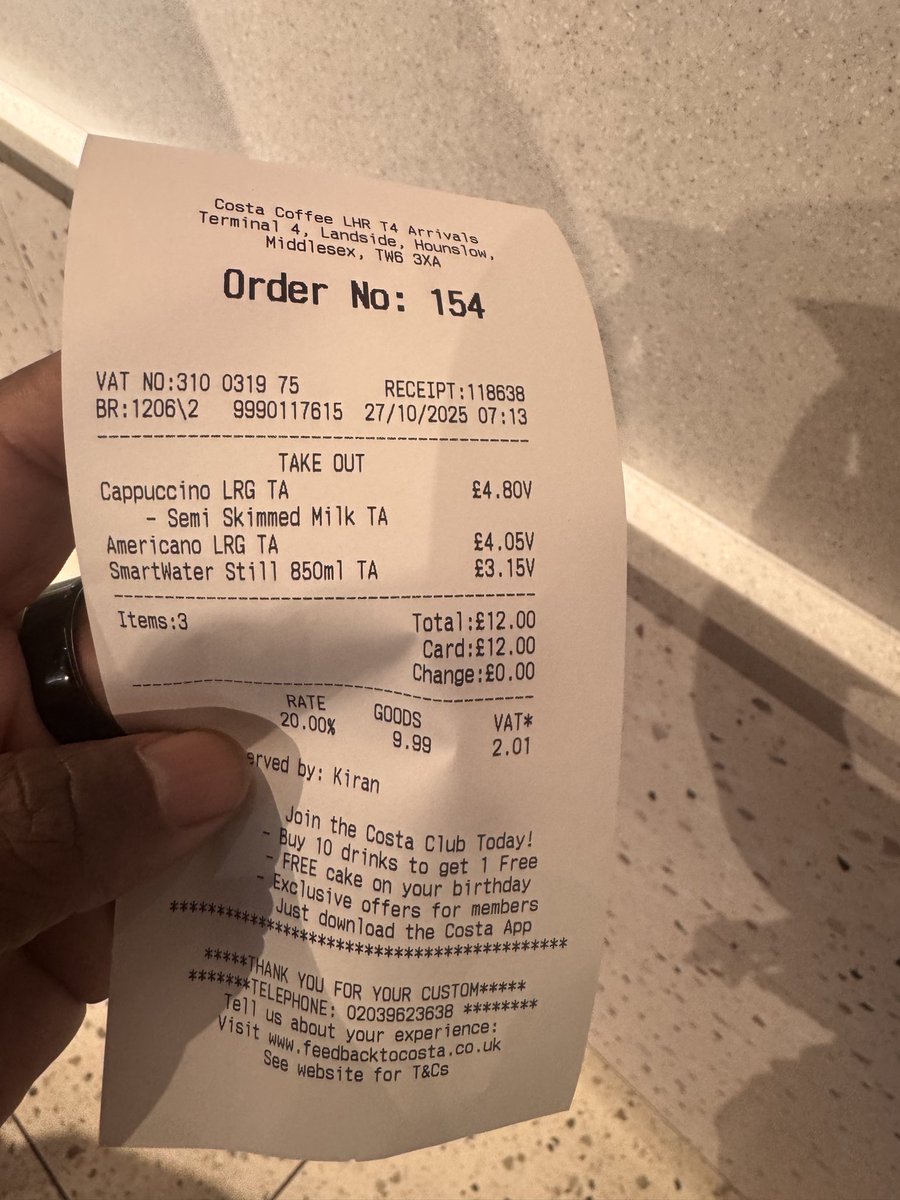 Costa Coffee LHR T4 Arrivals
Terminal 4, Landside, Hounslow,
Middlesex, TW6 3XA
Order No: 154
VAT NO:310 0319 75 RECEIPT:118638
BR:1206\2 9990117615 27/10/2025 07:13
--------------------------------
TAKE OUT
Cappuccino LRG TA £4.80V
- Semi Skimmed Milk TA
Americano LRG TA £4.05V
SmartWater Still 850ml TA £3.15V
--------------------------------
Items:3 Total:£12.00
Card:£12.00
Change:£0.00
--------------------------------
RATE GOODS VAT*
20.00% 9.99 2.01
erved by: Kiran
Join the Costa Club Today!
- Buy 10 drinks to get 1 Free
- FREE cake on your birthday
- Exclusive offers for members
Just download the Costa App
****************************************
*****THANK YOU FOR YOUR CUSTOM*****
*******TELEPHONE: 02039623638 ********
Tell us about your experience:
Visit www.feedbacktocosta.co.uk
See website for T&Cs